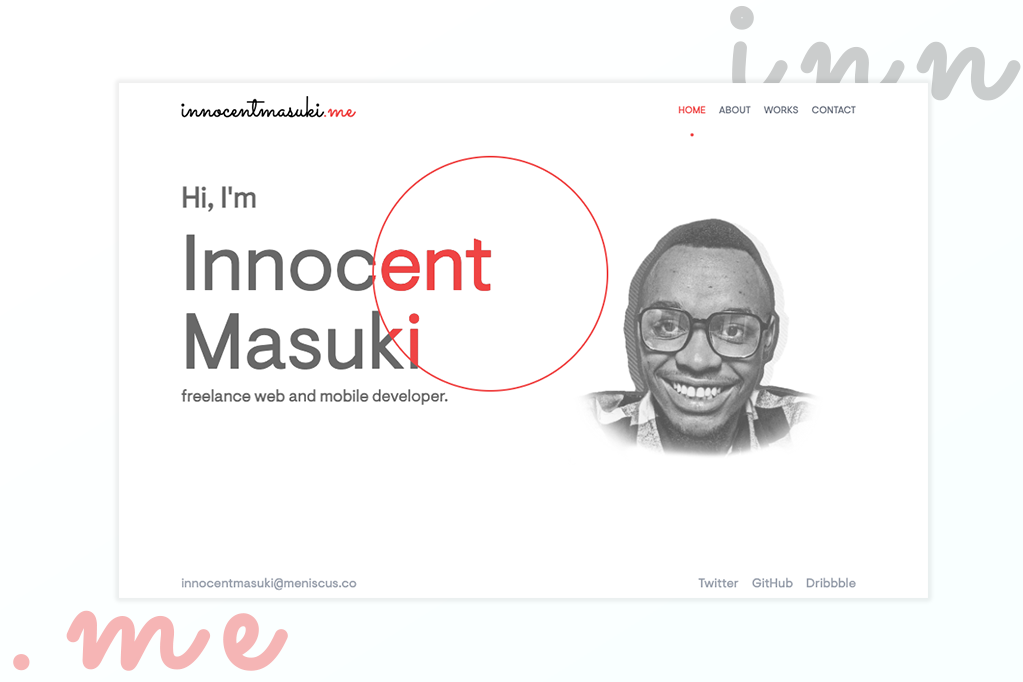 inn
innocentmasuki.me
HOME ABOUT WORKS CONTACT
Hi, I'm
Innocent
Masuki
freelance web and mobile developer.
innocentmasuki@meniscus.co
Twitter GitHub Dribbble
.me